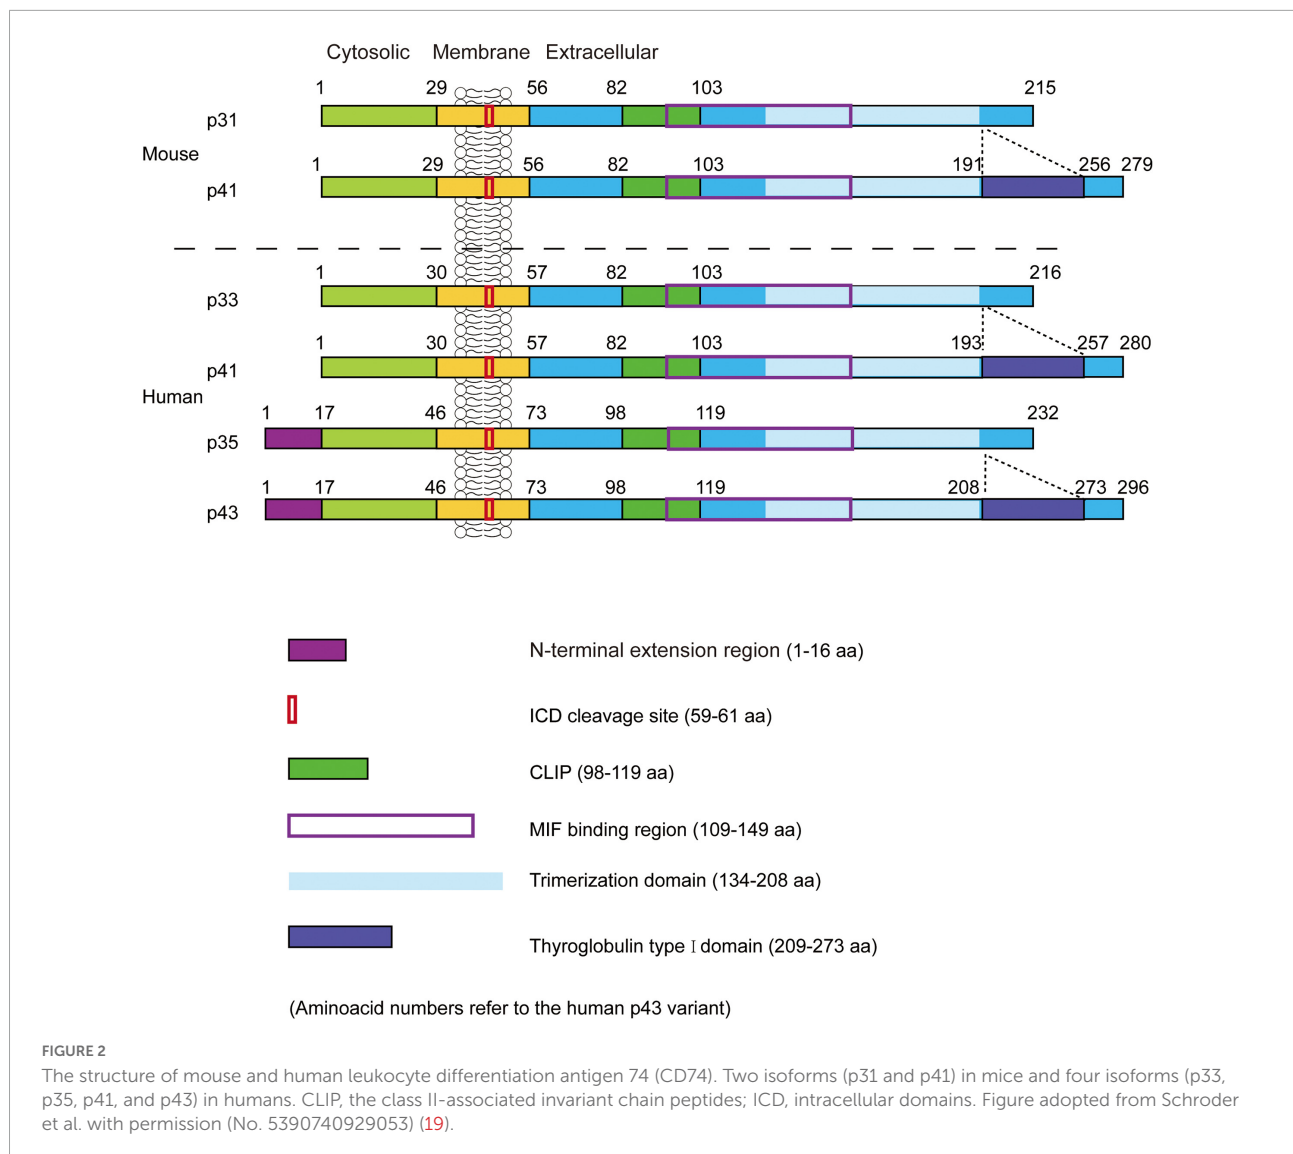 Cytosolic Membrane Extracellular
1 29 56 82 103 215
p31
Mouse
1 29 56 82 103 191 256 279
p41
1 30 57 82 103 216
p33
1 30 57 82 103 193 257 280
p41
Human
1 17 46 73 98 119 232
p35
1 17 46 73 98 119 208 273 296
p43
N-terminal extension region (1-16 aa)
ICD cleavage site (59-61 aa)
CLIP (98-119 aa)
MIF binding region (109-149 aa)
Trimerization domain (134-208 aa)
Thyroglobulin type I domain (209-273 aa)
(Aminoacid numbers refer to the human p43 variant)
FIGURE 2
The structure of mouse and human leukocyte differentiation antigen 74 (CD74). Two isoforms (p31 and p41) in mice and four isoforms (p33,
p35, p41, and p43) in humans. CLIP, the class II-associated invariant chain peptides; ICD, intracellular domains. Figure adopted from Schroder
et al. with permission (No. 5390740929053) (19).